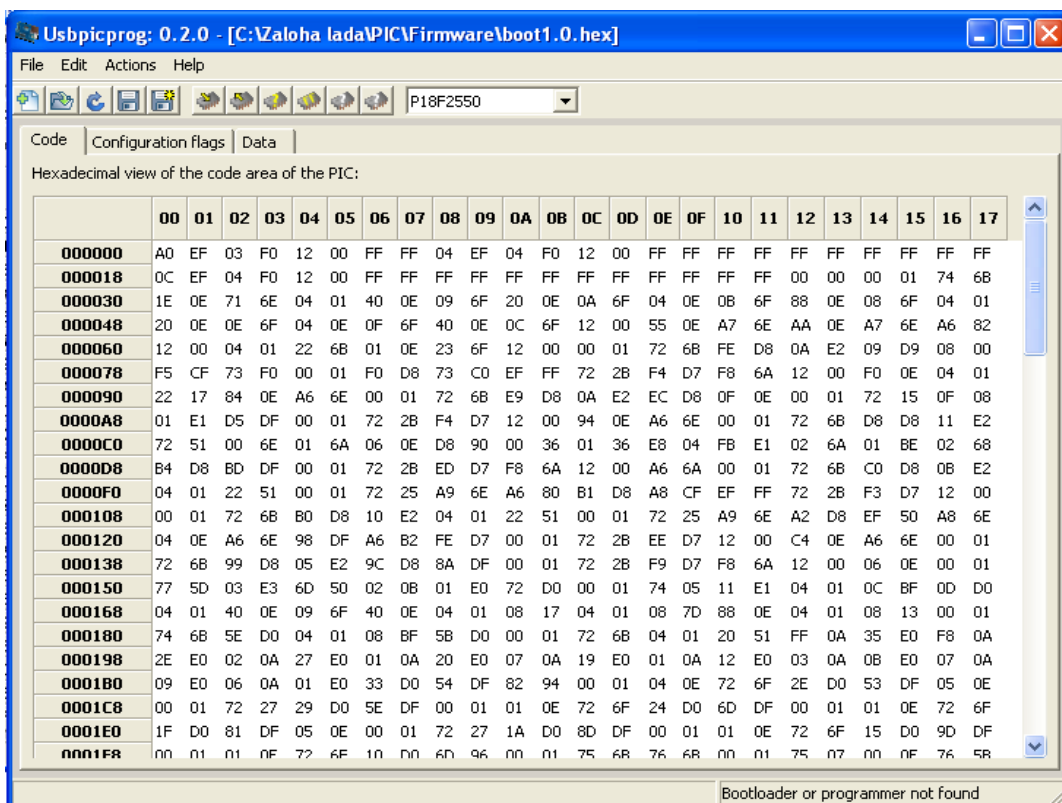 Usbpicprog: 0.2.0 - [C:\Zaloha lada\PIC\Firmware\boot1.0.hex]
File Edit Actions Help
P18F2550
Code Configuration flags Data
Hexadecimal view of the code area of the PIC:
00 01 02 03 04 05 06 07 08 09 0A 0B 0C 0D 0E 0F 10 11 12 13 14 15 16 17
000000 A0 EF 03 F0 12 00 FF FF 04 EF 04 F0 12 00 FF FF FF FF FF FF FF FF FF FF
000018 0C EF 04 F0 12 00 FF FF FF FF FF FF FF FF FF FF FF FF 00 00 00 01 74 6B
000030 1E 0E 71 6E 04 01 40 0E 09 6F 20 0E 0A 6F 04 0E 0B 6F 88 0E 08 6F 04 01
000048 20 0E 0E 6F 04 0E 0F 6F 40 0E 0C 6F 12 00 55 0E A7 6E AA 0E A7 6E A6 82
000060 12 00 04 01 22 6B 01 0E 23 6F 12 00 00 01 72 6B FE D8 0A E2 09 D9 08 00
000078 F5 CF 73 F0 00 01 F0 D8 73 C0 EF FF 72 2B F4 D7 F8 6A 12 00 F0 0E 04 01
000090 22 17 84 0E A6 6E 00 01 72 6B E9 D8 0A E2 EC D8 0F 0E 00 01 72 15 0F 08
0000A8 01 E1 D5 DF 00 01 72 2B F4 D7 12 00 94 0E A6 6E 00 01 72 6B D8 D8 11 E2
0000C0 72 51 00 6E 01 6A 06 0E D8 90 00 36 01 36 E8 04 FB E1 02 6A 01 BE 02 68
0000D8 B4 D8 BD DF 00 01 72 2B ED D7 F8 6A 12 00 A6 6A 00 01 72 6B C0 D8 0B E2
0000F0 04 01 22 51 00 01 72 25 A9 6E A6 80 B1 D8 A8 CF EF FF 72 2B F3 D7 12 00
000108 00 01 72 6B B0 D8 10 E2 04 01 22 51 00 01 72 25 A9 6E A2 D8 EF 50 A8 6E
000120 04 0E A6 6E 98 DF A6 B2 FE D7 00 01 72 2B EE D7 12 00 C4 0E A6 6E 00 01
000138 72 6B 99 D8 05 E2 9C D8 8A DF 00 01 72 2B F9 D7 F8 6A 12 00 06 0E 00 01
000150 77 5D 03 E3 6D 50 02 0B 01 E0 72 D0 00 01 74 05 11 E1 04 01 0C BF 0D D0
000168 04 01 40 0E 09 6F 40 0E 04 01 08 17 04 01 08 7D 88 0E 04 01 08 13 00 01
000180 74 6B 5E D0 04 01 08 BF 5B D0 00 01 72 6B 04 01 20 51 FF 0A 35 E0 F8 0A
000198 2E E0 02 0A 27 E0 01 0A 20 E0 07 0A 19 E0 01 0A 12 E0 03 0A 0B E0 07 0A
0001B0 09 E0 06 0A 01 E0 33 D0 54 DF 82 94 00 01 04 0E 72 6F 2E D0 53 DF 05 0E
0001C8 00 01 72 27 29 D0 5E DF 00 01 01 0E 72 6F 24 D0 6D DF 00 01 01 0E 72 6F
0001E0 1F D0 81 DF 05 0E 00 01 72 27 1A D0 8D DF 00 01 01 0E 72 6F 15 D0 9D DF
0001F8 00 01 01 0E 72 6F 10 D0 6D 96 00 01 75 6B 76 6B 00 01 75 07 00 0E 76 5B
Bootloader or programmer not found